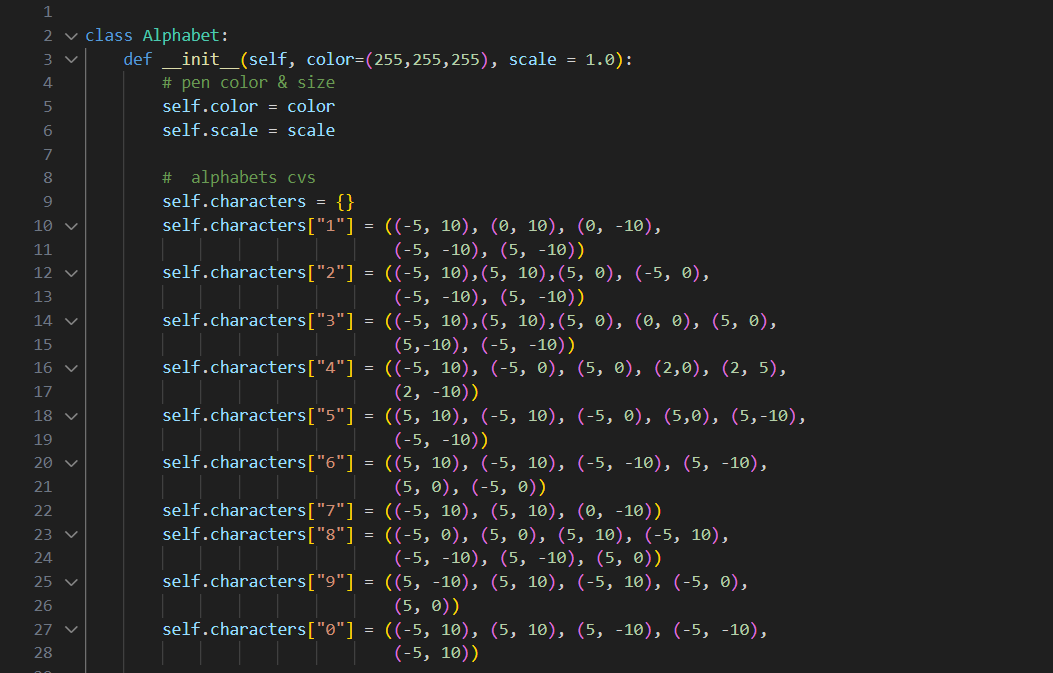 1
2 class Alphabet:
3     def __init__(self, color=(255,255,255), scale = 1.0):
4         # pen color & size
5         self.color = color
6         self.scale = scale
7
8         #  alphabets cvs
9         self.characters = {}
10         self.characters["1"] = ((-5, 10), (0, 10), (0, -10),
11                                 (-5, -10), (5, -10))
12         self.characters["2"] = ((-5, 10),(5, 10),(5, 0), (-5, 0),
13                                 (-5, -10), (5, -10))
14         self.characters["3"] = ((-5, 10),(5, 10),(5, 0), (0, 0), (5, 0),
15                                 (5,-10), (-5, -10))
16         self.characters["4"] = ((-5, 10), (-5, 0), (5, 0), (2,0), (2, 5),
17                                 (2, -10))
18         self.characters["5"] = ((5, 10), (-5, 10), (-5, 0), (5,0), (5,-10),
19                                 (-5, -10))
20         self.characters["6"] = ((5, 10), (-5, 10), (-5, -10), (5, -10),
21                                 (5, 0), (-5, 0))
22         self.characters["7"] = ((-5, 10), (5, 10), (0, -10))
23         self.characters["8"] = ((-5, 0), (5, 0), (5, 10), (-5, 10),
24                                 (-5, -10), (5, -10), (5, 0))
25         self.characters["9"] = ((5, -10), (5, 10), (-5, 10), (-5, 0),
26                                 (5, 0))
27         self.characters["0"] = ((-5, 10), (5, 10), (5, -10), (-5, -10),
28                                 (-5, 10))